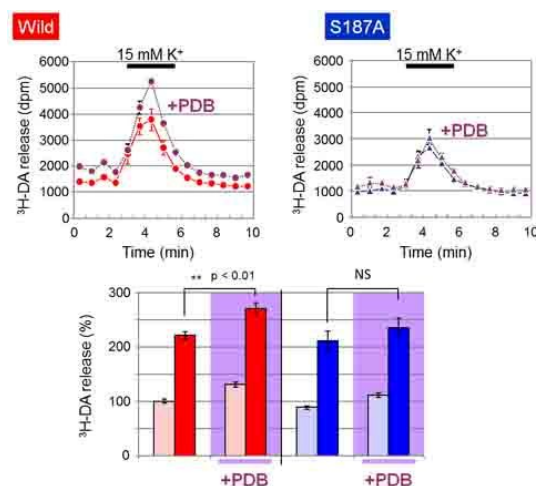 Wild
S187A
15 mM K⁺
15 mM K⁺
6000
5000
4000
3000
2000
1000
0
³H-DA release (dpm)
+PDB
0 2 4 6 8 10
Time (min)
6000
5000
4000
3000
2000
1000
0
³H-DA release (dpm)
+PDB
0 2 4 6 8 10
Time (min)
** p < 0.01
NS
300
200
100
0
³H-DA release (%)
+PDB
+PDB